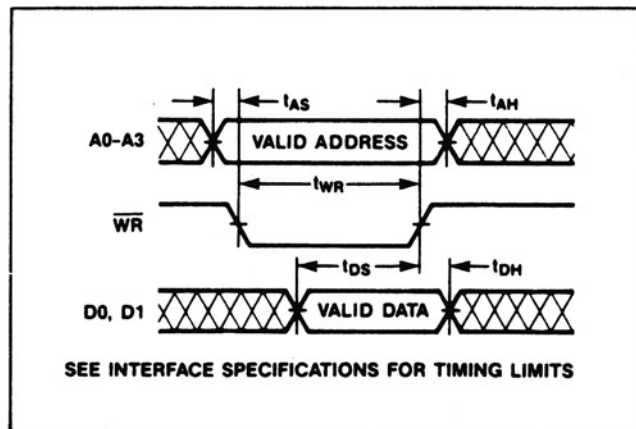 tAS
tAH
A0-A3
VALID ADDRESS
tWR
WR
tDS
tDH
D0, D1
VALID DATA
SEE INTERFACE SPECIFICATIONS FOR TIMING LIMITS